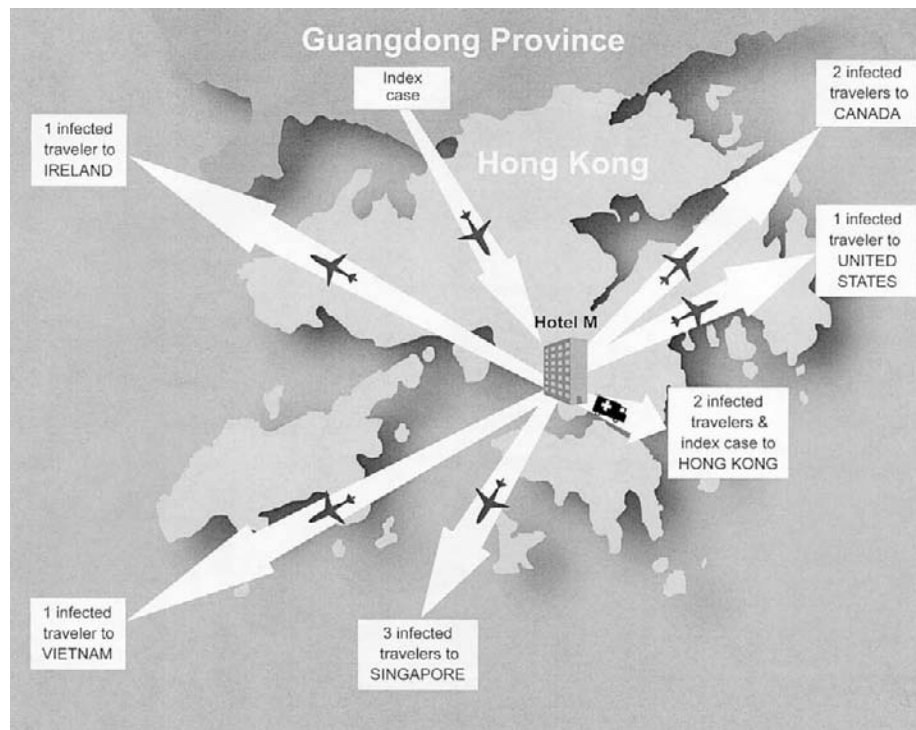 Guangdong Province
Index
case
2 infected
travelers to
CANADA
1 infected
traveler to
IRELAND
Hong Kong
1 infected
traveler to
UNITED
STATES
Hotel M
2 infected
travelers &
index case to
HONG KONG
1 infected
traveler to
VIETNAM
3 infected
travelers to
SINGAPORE